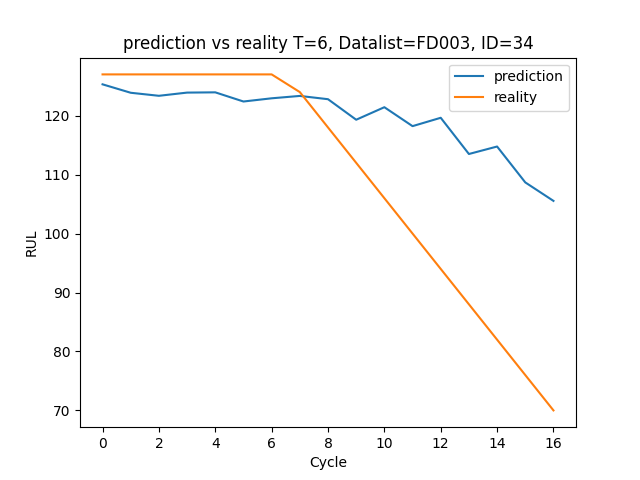 prediction vs reality T=6, Datalist=FD003, ID=34
prediction
reality
RUL
120
110
100
90
80
70
0 2 4 6 8 10 12 14 16
Cycle